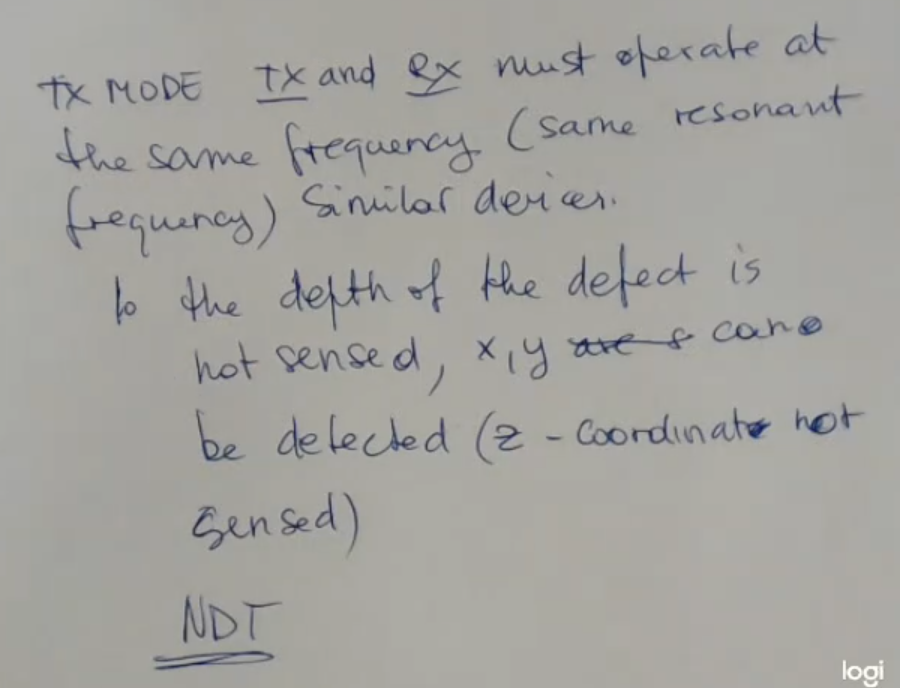 TX MODE TX and Rx must operate at
the same frequency (same resonant
frequency) Similar devices.
to the depth of the defect is
not sensed, x, y are s can
be detected (z - coordinate not
sensed)
NDT
logi